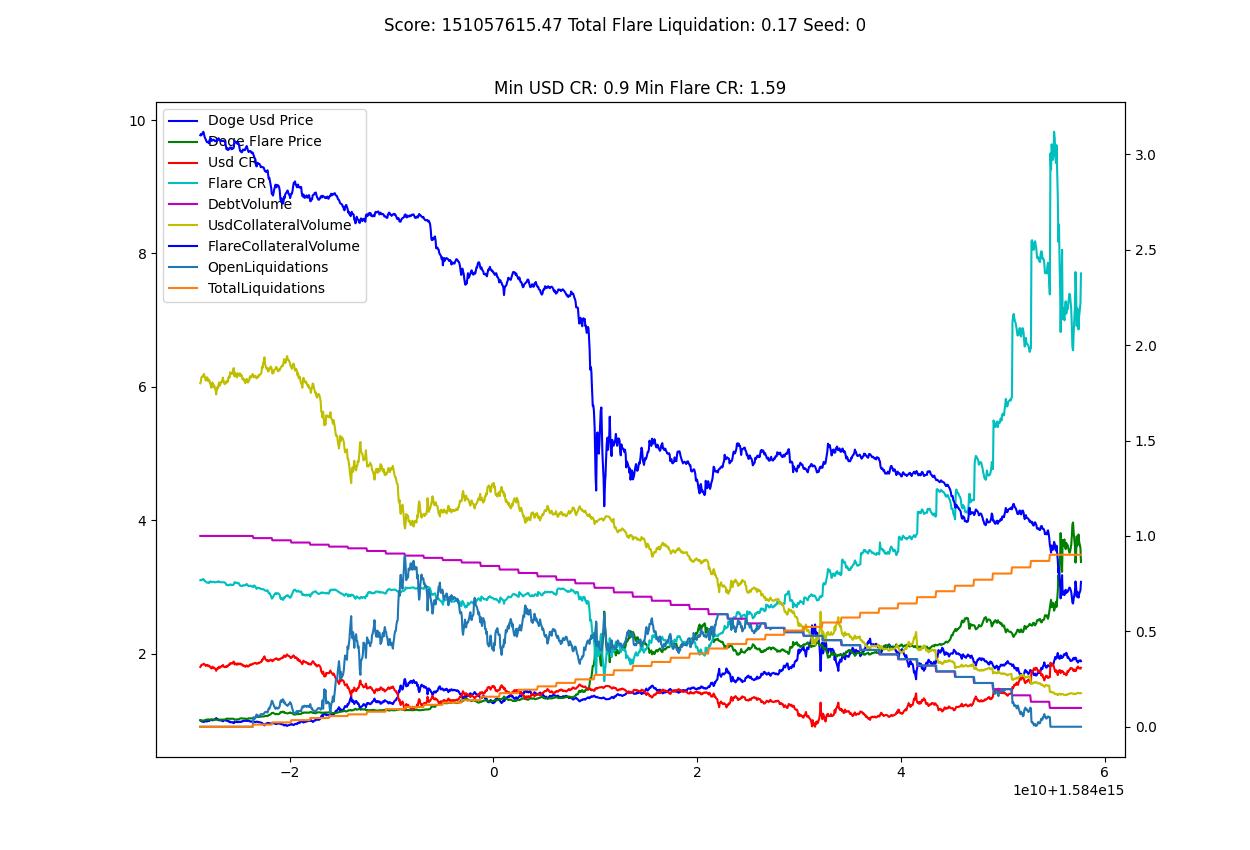 Score: 151057615.47 Total Flare Liquidation: 0.17 Seed: 0
Min USD CR: 0.9 Min Flare CR: 1.59
Doge Usd Price
Doge Flare Price
Usd CR
Flare CR
DebtVolume
UsdCollateralVolume
FlareCollateralVolume
OpenLiquidations
TotalLiquidations
10
8
6
4
2
3.0
2.5
2.0
1.5
1.0
0.5
0.0
−2
0
2
4
6
1e10+1.584e15